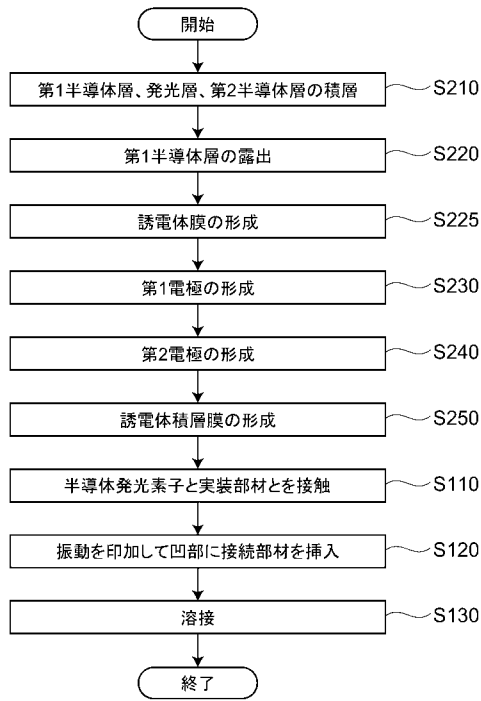 開始
第1半導体層、発光層、第2半導体層の積層 S210
第1半導体層の露出 S220
誘電体膜の形成 S225
第1電極の形成 S230
第2電極の形成 S240
誘電体積層膜の形成 S250
半導体発光素子と実装部材とを接触 S110
振動を印加して凹部に接続部材を挿入 S120
溶接 S130
終了